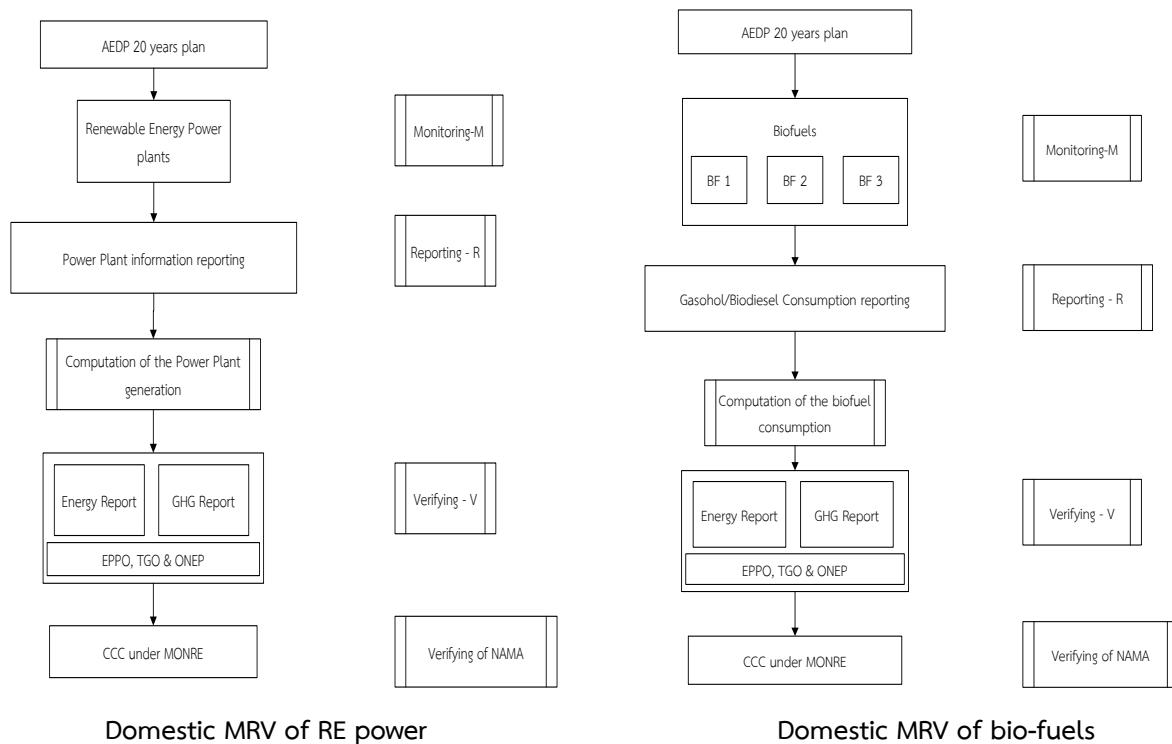 AEDP 20 years plan
Renewable Energy Power
plants
Monitoring-M
Power Plant information reporting
Reporting - R
Computation of the Power Plant
generation
Energy Report
GHG Report
EPPO, TGO & ONEP
Verifying - V
CCC under MONRE
Verifying of NAMA
Domestic MRV of RE power
AEDP 20 years plan
Biofuels
BF 1
BF 2
BF 3
Monitoring-M
Gasohol/Biodiesel Consumption reporting
Reporting - R
Computation of the biofuel
consumption
Energy Report
GHG Report
EPPO, TGO & ONEP
Verifying - V
CCC under MONRE
Verifying of NAMA
Domestic MRV of bio-fuels